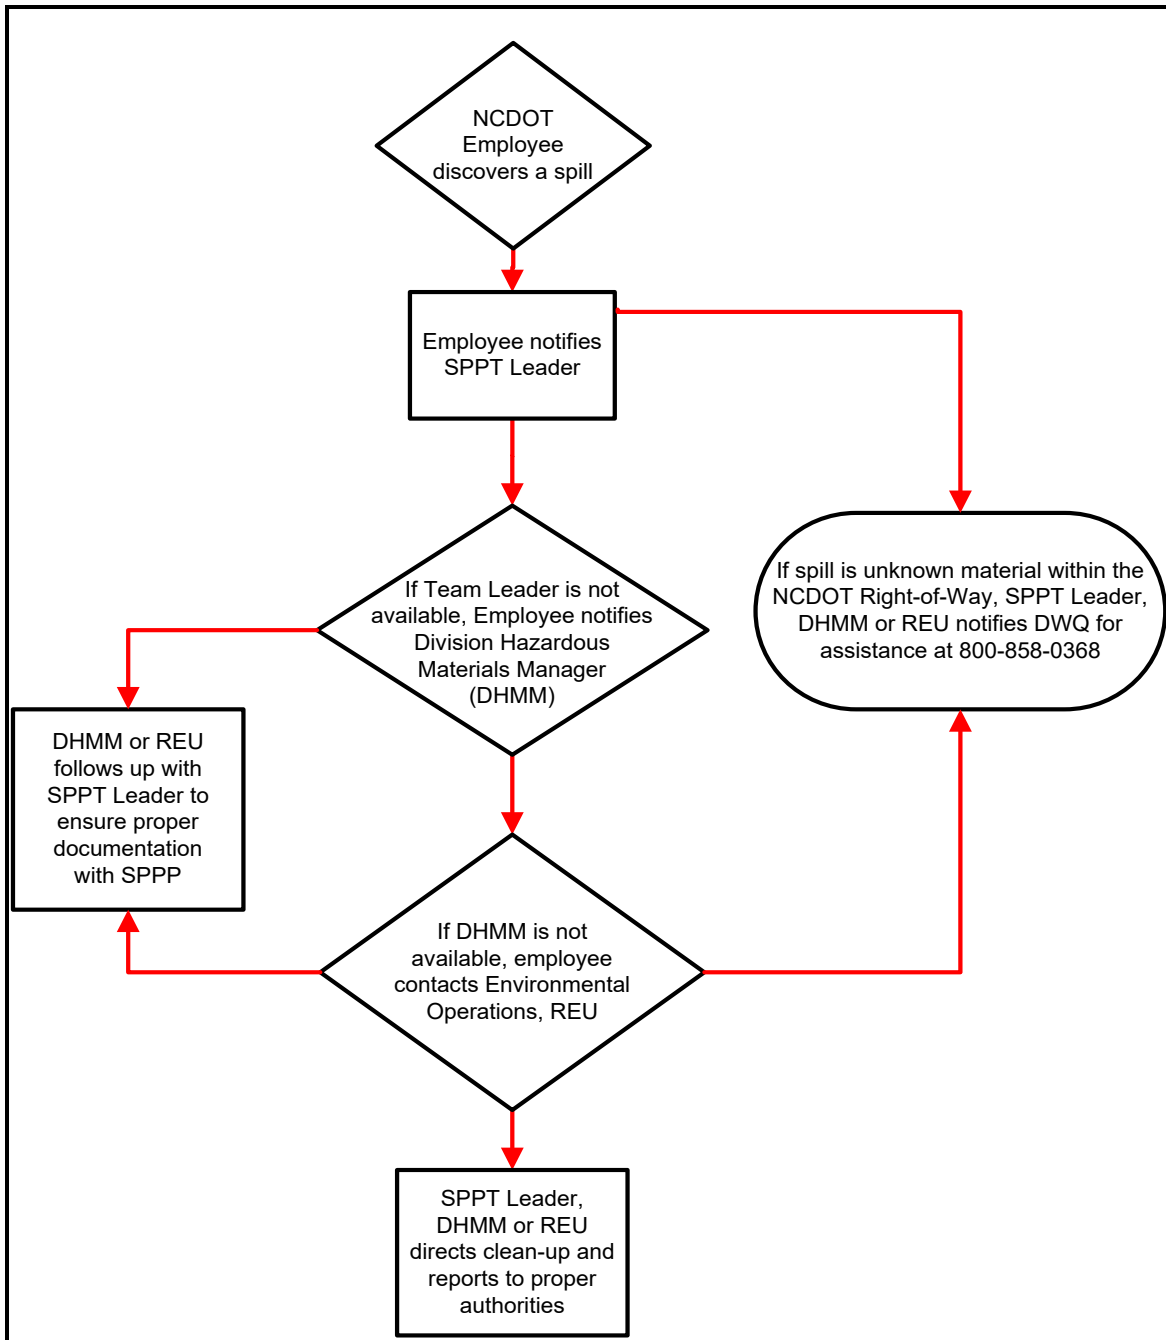 NCDOT
Employee
discovers a spill
Employee notifies
SPPT Leader
If Team Leader is not
available, Employee notifies
Division Hazardous
Materials Manager
(DHMM)
If spill is unknown material within the
NCDOT Right-of-Way, SPPT Leader,
DHMM or REU notifies DWQ for
assistance at 800-858-0368
DHMM or REU
follows up with
SPPT Leader to
ensure proper
documentation
with SPPP
If DHMM is not
available, employee
contacts Environmental
Operations, REU
SPPT Leader,
DHMM or REU
directs clean-up and
reports to proper
authorities